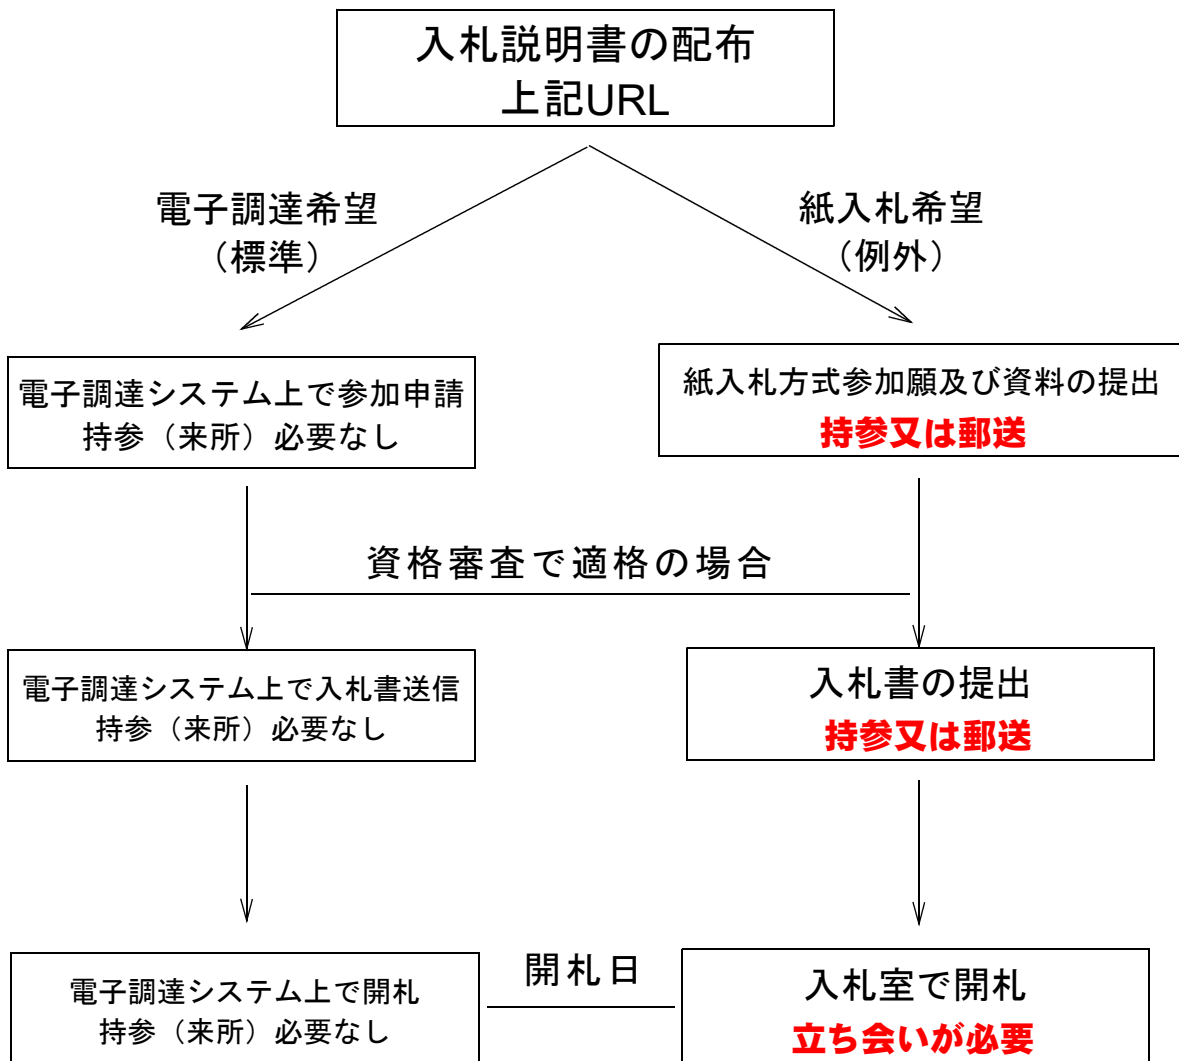 入札説明書の配布
上記URL
電子調達希望
（標準）
紙入札希望
（例外）
電子調達システム上で参加申請
持参（来所）必要なし
紙入札方式参加願及び資料の提出
持参又は郵送
資格審査で適格の場合
電子調達システム上で入札書送信
持参（来所）必要なし
入札書の提出
持参又は郵送
開札日
電子調達システム上で開札
持参（来所）必要なし
入札室で開札
立ち会いが必要